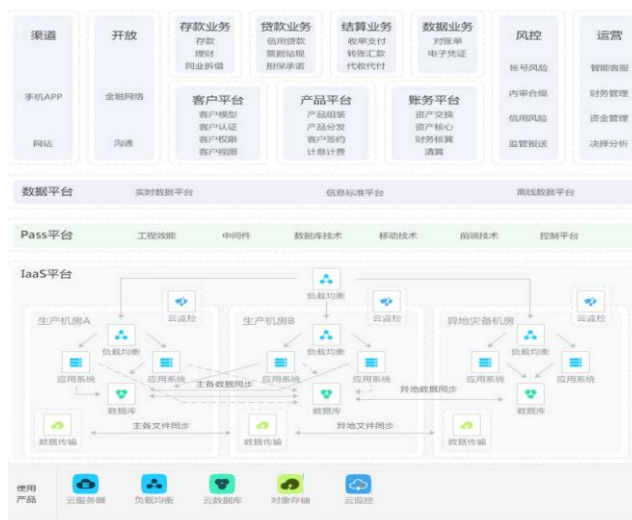 渠道
手机APP
网站
开放
金融网络
沟通
存款业务
存款
理财
同业拆借
贷款业务
信用贷款
票据贴现
担保承诺
结算业务
收单支付
转账汇款
代收代付
数据业务
对账单
电子凭证
客户平台
客户模型
客户认证
客户权限
客户视图
产品平台
产品组装
产品分发
客户签约
计息计费
账务平台
资产交换
资产核心
财务核算
清算
风控
帐号风险
内审合规
信用风险
监管报送
运营
智能客服
财务管理
资金管理
决择分析
数据平台
实时数据平台
信息标准平台
离线数据平台
Pass平台
工程效能
中间件
数据库技术
移动技术
前端技术
控制平台
IaaS平台
负载均衡
生产机房A
云监控
负载均衡
应用系统
应用系统
数据库
数据传输
主备数据同步
主备文件同步
生产机房B
云监控
负载均衡
应用系统
应用系统
数据库
数据传输
异地数据同步
异地文件同步
异地灾备机房
云监控
负载均衡
应用系统
应用系统
数据库
数据传输
使用
产品
云服务器
负载均衡
云数据库
对象存储
云监控